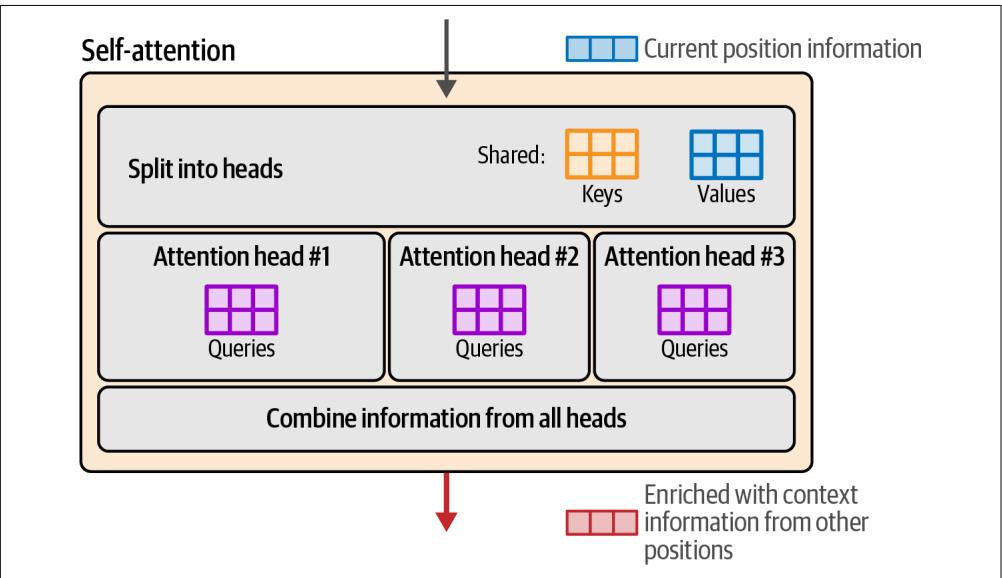 Self-attention
Current position information
Split into heads
Shared:
Keys
Values
Attention head #1
Attention head #2
Attention head #3
Queries
Queries
Queries
Combine information from all heads
Enriched with context
information from other
positions